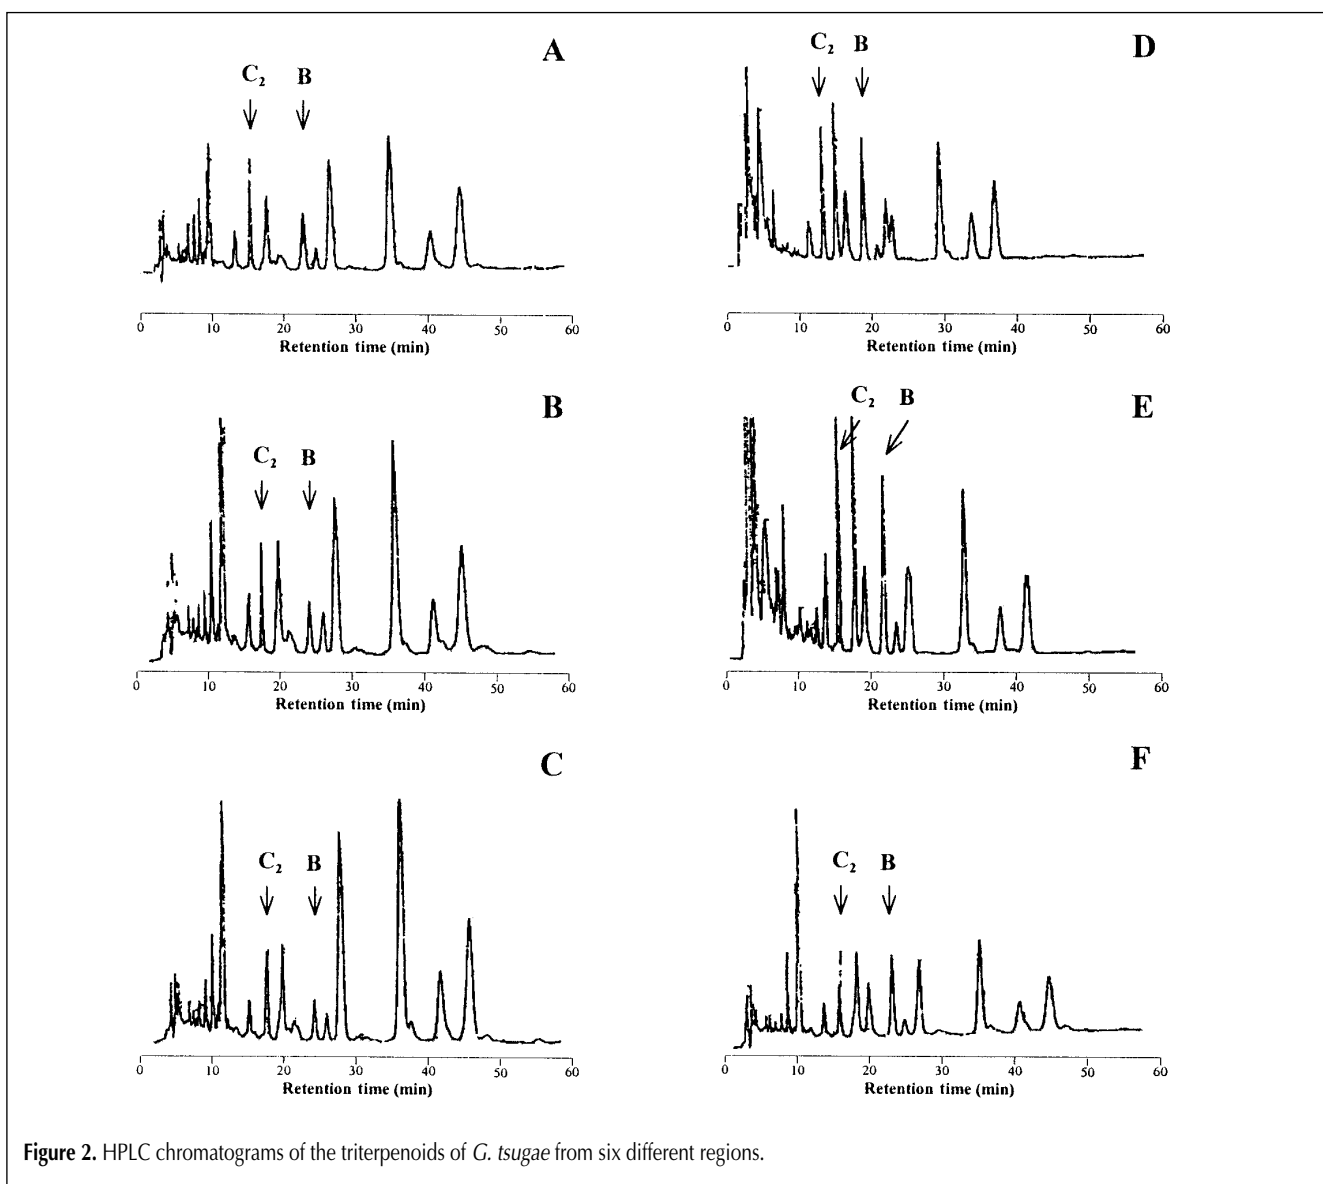 A
C2 B
0 10 20 30 40 50 60
Retention time (min)
D
C2 B
0 10 20 30 40 50 60
Retention time (min)
B
C2 B
0 10 20 30 40 50 60
Retention time (min)
E
C2 B
0 10 20 30 40 50 60
Retention time (min)
C
C2 B
0 10 20 30 40 50 60
Retention time (min)
F
C2 B
0 10 20 30 40 50 60
Retention time (min)
Figure 2. HPLC chromatograms of the triterpenoids of G. tsugae from six different regions.